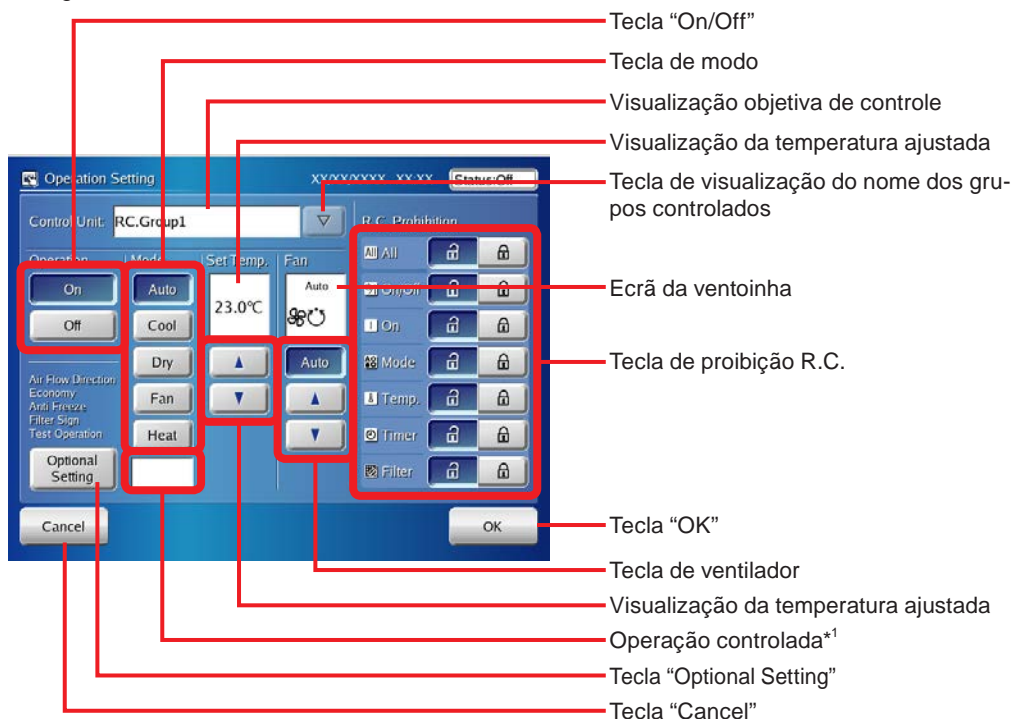 Tecla “On/Off”
Tecla de modo
Visualização objetiva de controle
Visualização da temperatura ajustada
Tecla de visualização do nome dos gru-
pos controlados
Ecrã da ventoinha
Tecla de proibição R.C.
Tecla “OK”
Tecla de ventilador
Visualização da temperatura ajustada
Operação controlada*1
Tecla “Optional Setting”
Tecla “Cancel”
Operation Setting
XX/XX/XXXX XX:XX
Status:Off
Control Unit: RC.Group1
▽
R.C. Prohibition
Operation
Mode
Set Temp.
Fan
On
Off
Auto
Cool
Dry
Fan
Heat
23.0℃
▲
▼
Auto
Auto
▲
▼
All All
On/Off
On
Mode
Temp.
Timer
Filter
Air Flow Direction
Economy
Anti Freeze
Filter Sign
Test Operation
Optional
Setting
Cancel
OK